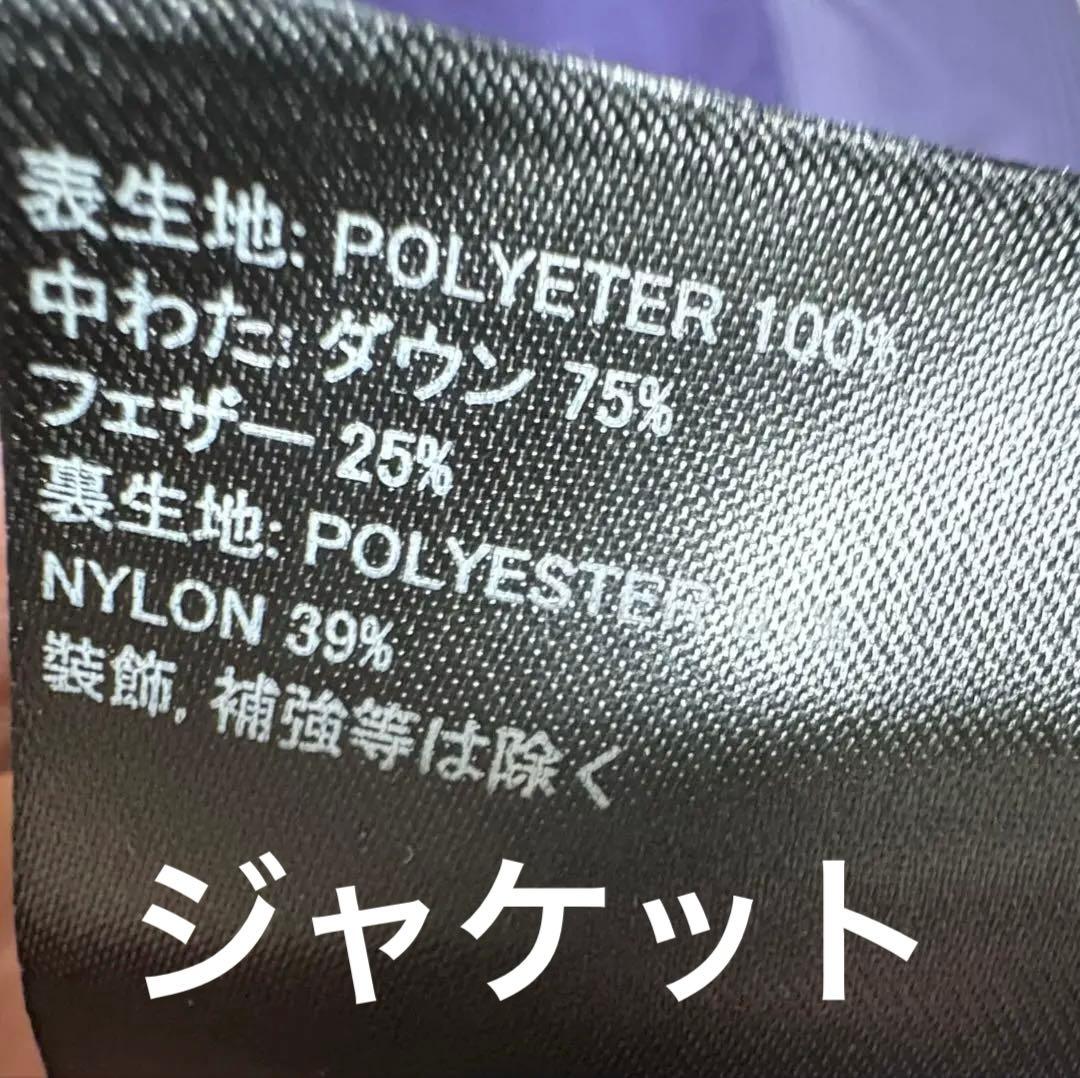 表生地: POLYETER 100%
中わた: ダウン 75%
フェザー 25%
裏生地: POLYESTER
NYLON 39%
装飾, 補強等は除く
ジャケット